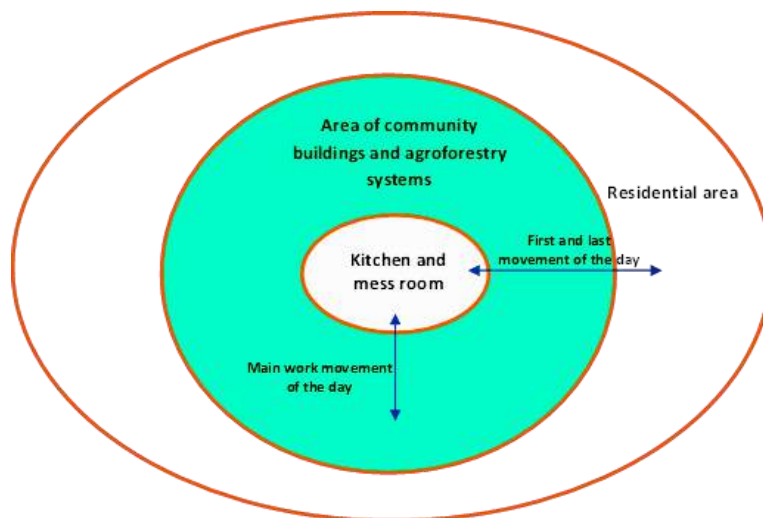 Area of community
buildings and agroforestry
systems
Residential area
First and last
movement of the day
Kitchen and
mess room
Main work movement
of the day